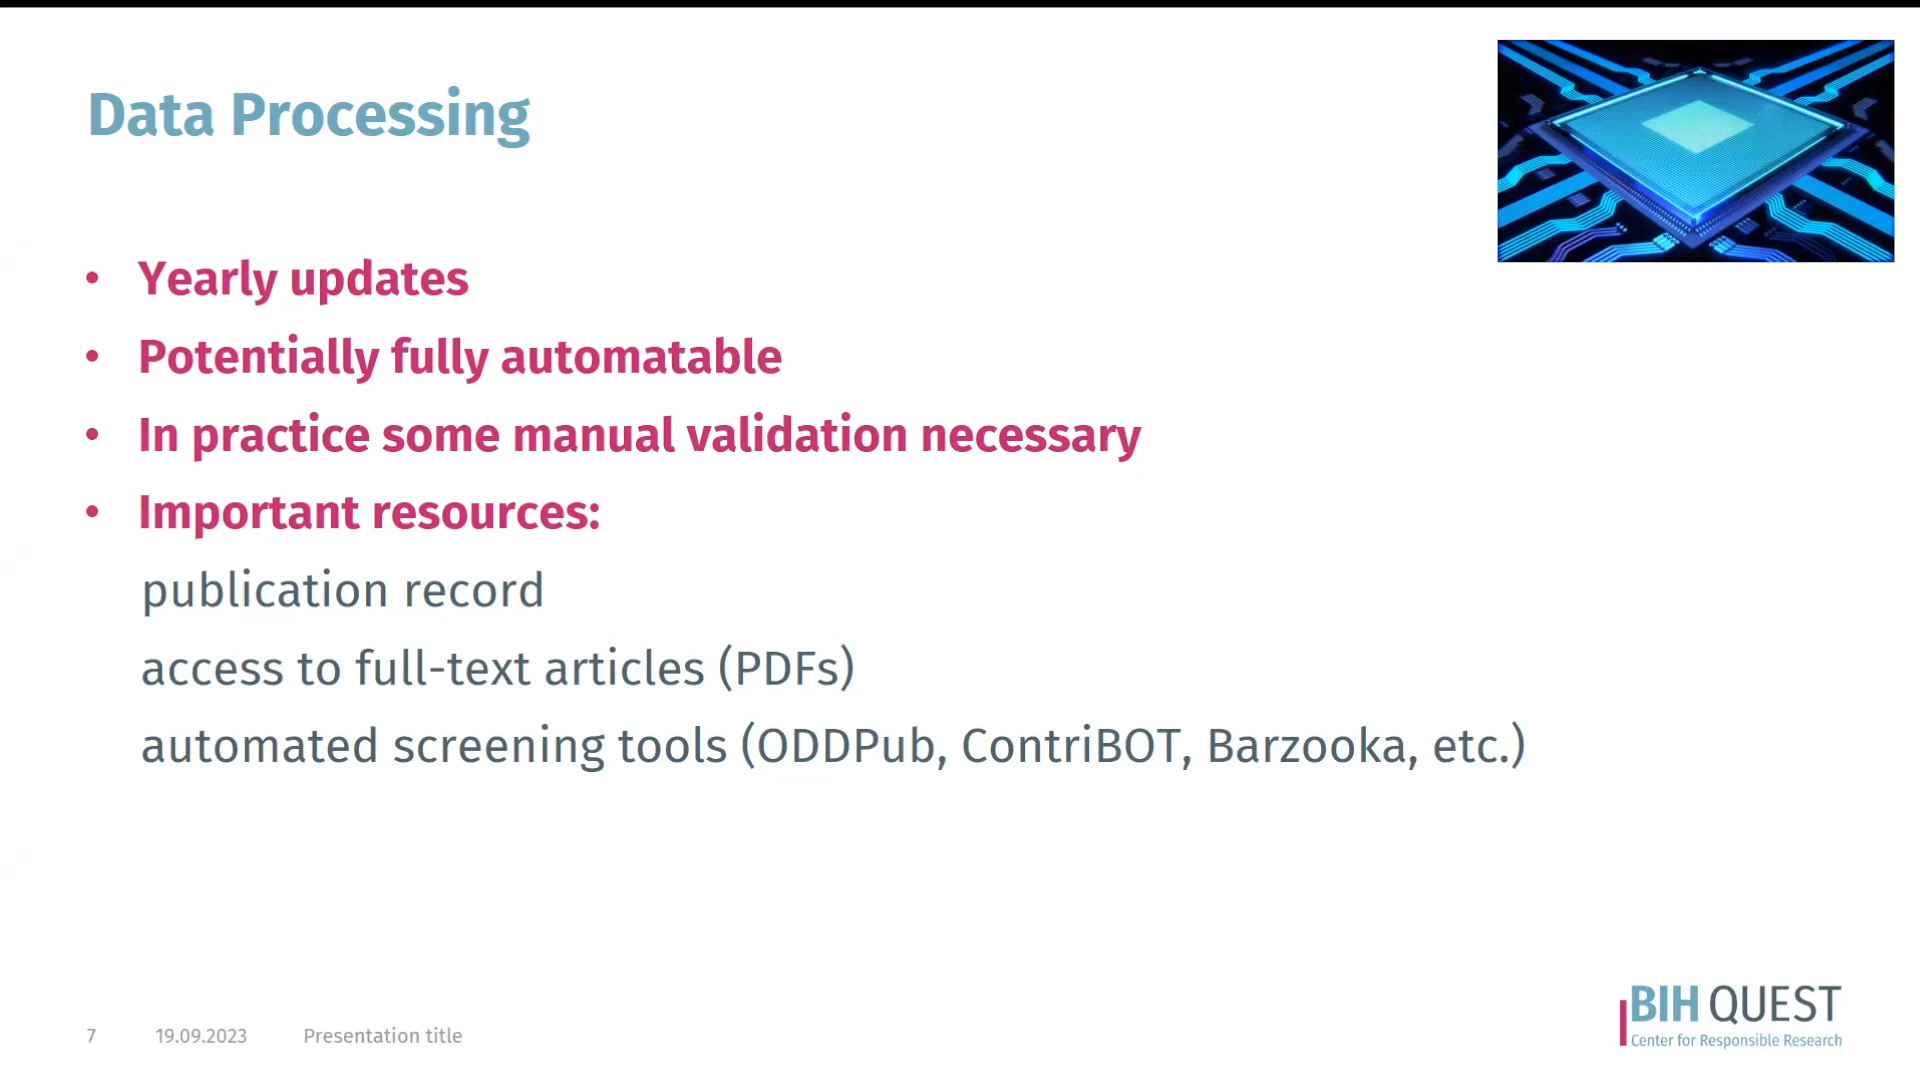 Data Processing
• Yearly updates
• Potentially fully automatable
• In practice some manual validation necessary
• Important resources:
publication record
access to full-text articles (PDFs)
automated screening tools (ODDPub, ContriBOT, Barzooka, etc.)
7 19.09.2023 Presentation title
BIH QUEST
Center for Responsible Research